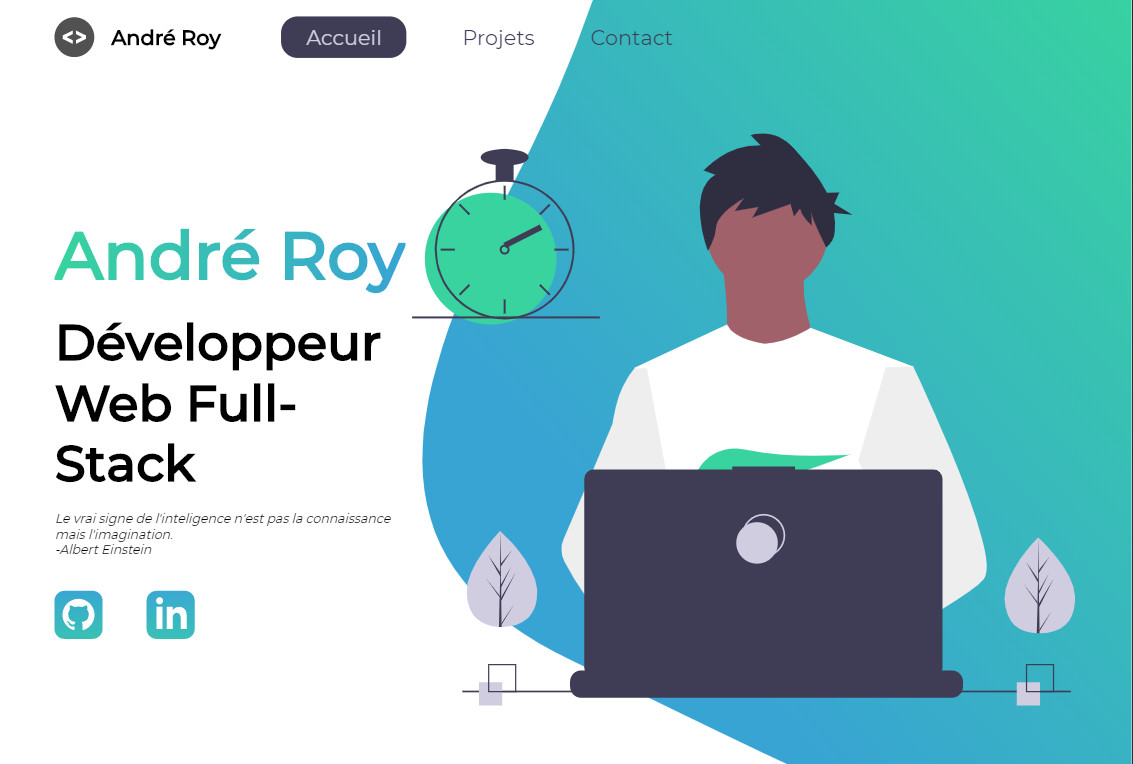 André Roy
Accueil
Projets
Contact
André Roy
Développeur
Web Full-
Stack
Le vrai signe de l'inteligence n'est pas la connaissance
mais l'imagination.
-Albert Einstein
in